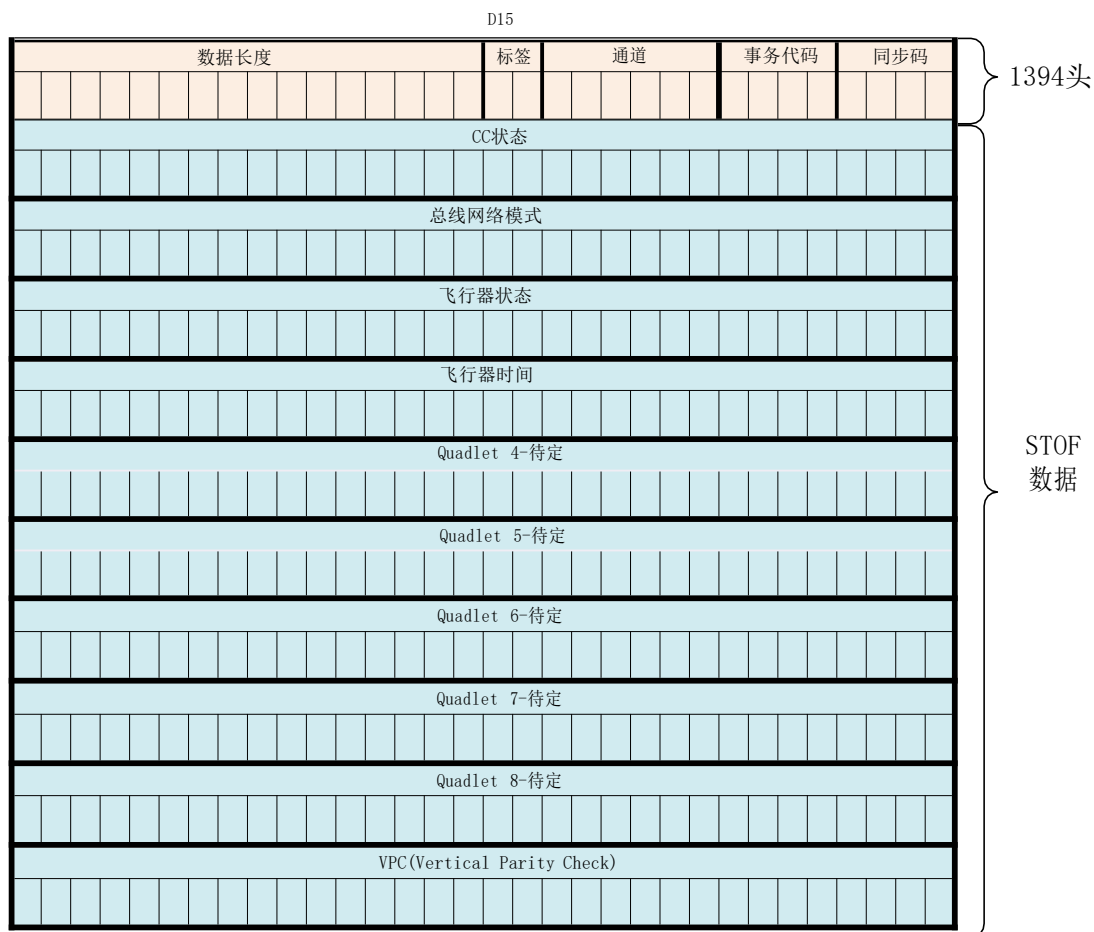 D15
数据长度 标签 通道 事务代码 同步码
1394头
CC状态
总线网络模式
飞行器状态
飞行器时间
Quadlet 4-待定
STOF
数据
Quadlet 5-待定
Quadlet 6-待定
Quadlet 7-待定
Quadlet 8-待定
VPC(Vertical Parity Check)